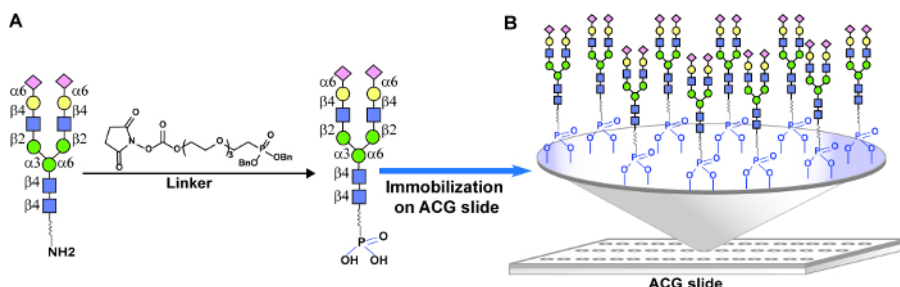 A
α6 α6
β4 β4
β2 β2
α3 α6
β4
β4
NH2
O
N
O
O
O
O
O
3
O
P
BnO
OBn
Linker
α6 α6
β4 β4
β2 β2
α3 α6
β4
β4
P
O
OH OH
Immobilization
on ACG slide
B
P O
O O
P O
O O
P O
O O
P O
O O
P O
O O
P O
O O
P O
O O
P O
O O
P O
O O
ACG slide